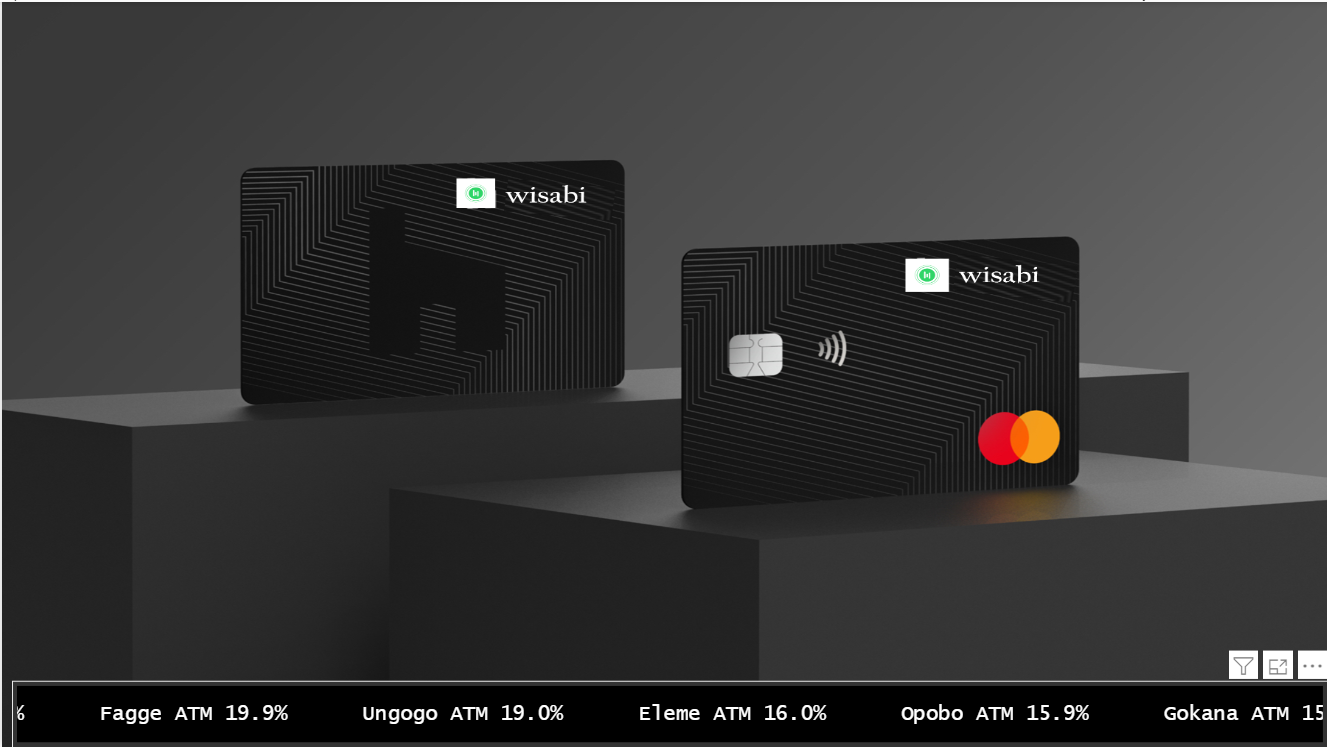 wisabi
wisabi
% Fagge ATM 19.9% Ungogo ATM 19.0% Eleme ATM 16.0% Opobo ATM 15.9% Gokana ATM 15